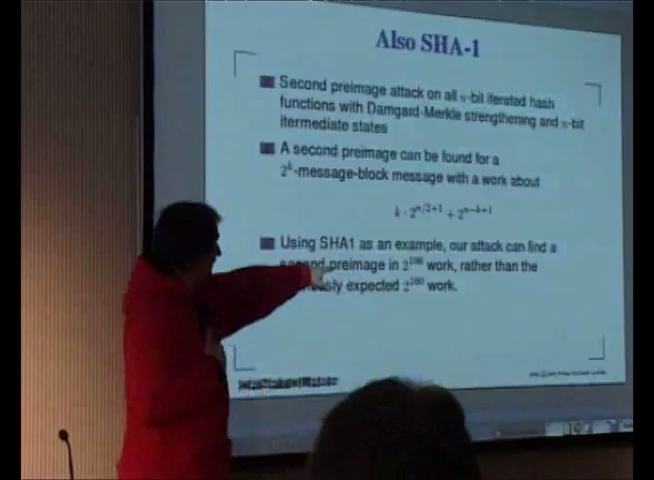 Also SHA-1
Second preimage attack on all n-bit iterated hash
functions with Damgard-Merkle strengthening and n-bit
itermediate states
A second preimage can be found for a
2^k-message-block message with a work about
k · 2^{n/2+1} + 2^{n-k+1}
Using SHA1 as an example, our attack can find a
second preimage in 2^106 work, rather than the
expected 2^160 work.